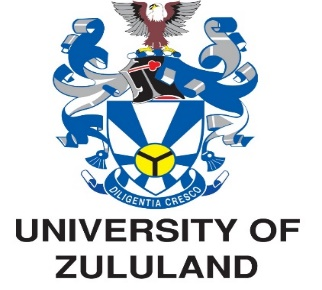 DILIGENTIA CRESCO
UNIVERSITY OF
ZULULAND